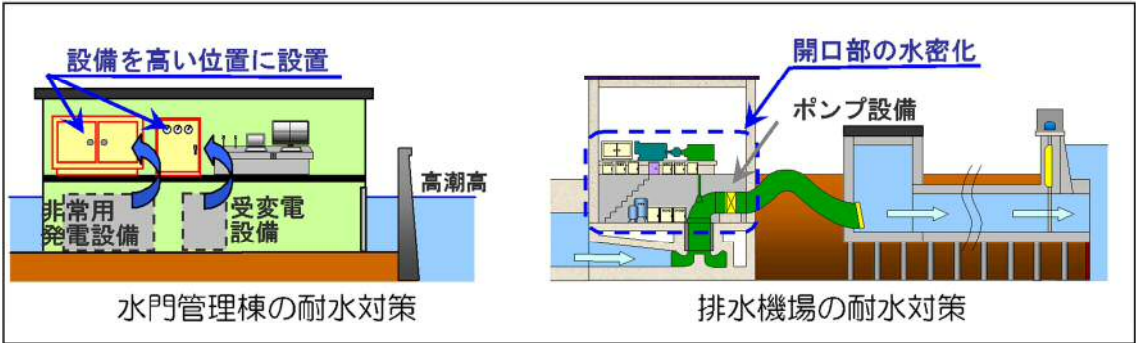 設備を高い位置に設置
高潮高
非常用
発電設備
受変電
設備
水門管理棟の耐水対策
開口部の水密化
ポンプ設備
排水機場の耐水対策